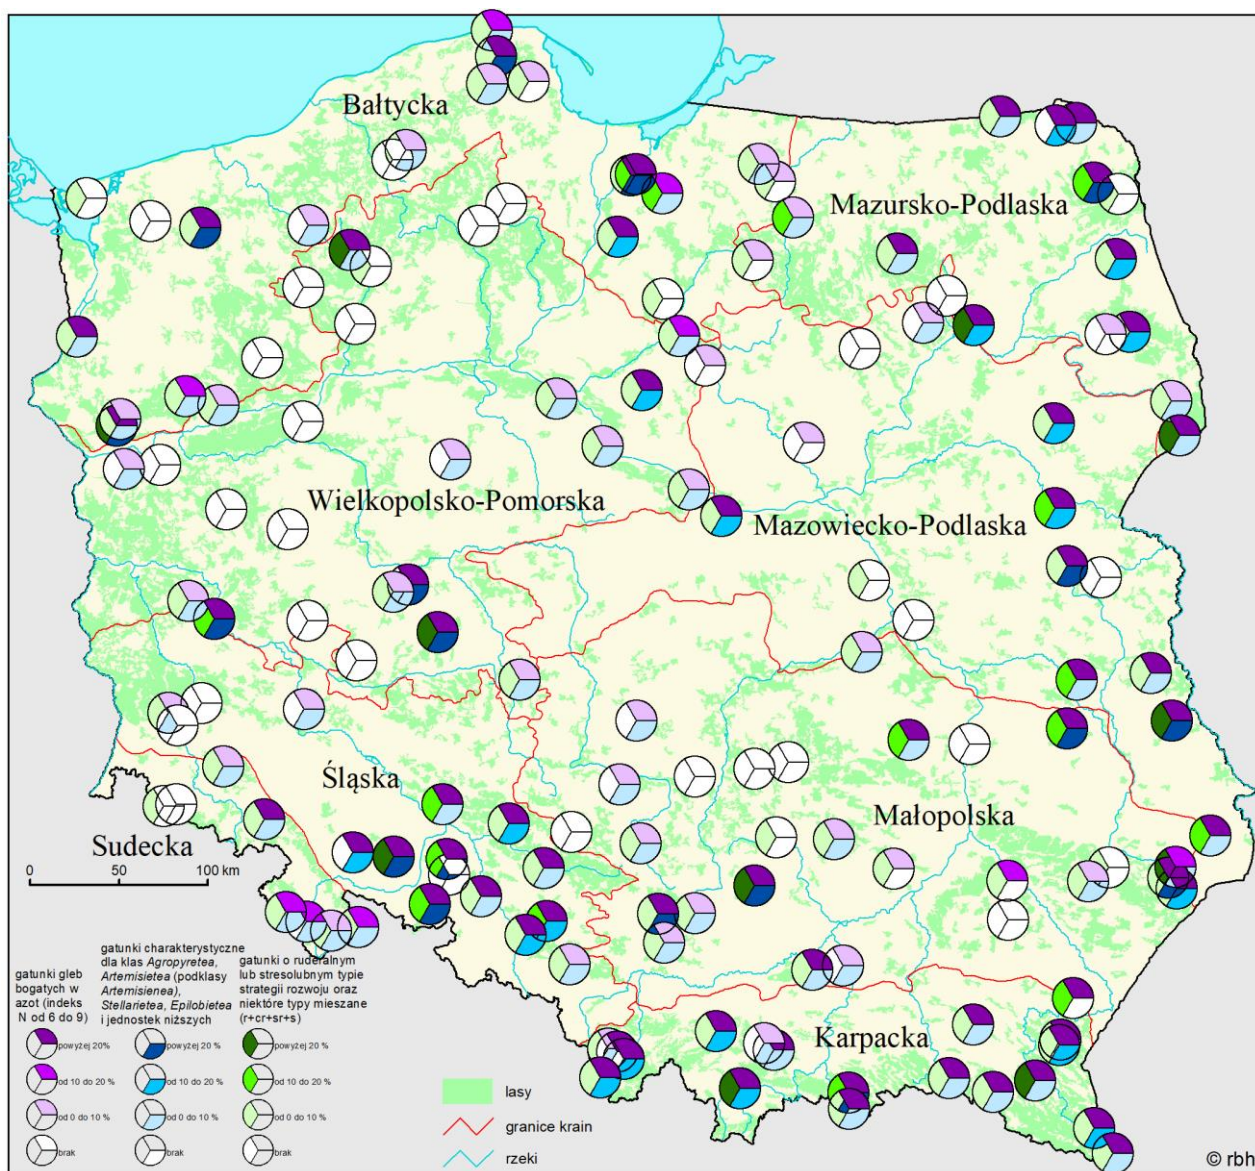 Bałtycka
Mazursko-Podlaska
Wielkopolsko-Pomorska
Mazowiecko-Podlaska
Śląska
Małopolska
Sudecka
Karpacka
0 50 100 km
gatunki gleb
bogatych w
azot (indeks
N od 6 do 9)
powyżej 20%
od 10 do 20 %
od 0 do 10 %
brak
gatunki charakterystyczne
dla klas Agropyretea,
Artemisietea (podklasy
Artemisienea),
Stellarietea, Epilobietea
i jednostek niższych
powyżej 20 %
od 10 do 20 %
od 0 do 10 %
brak
gatunki o ruderalnym
lub stresolubnym typie
strategii rozwoju oraz
niektóre typy mieszane
(r+cr+sr+s)
powyżej 20 %
od 10 do 20 %
od 0 do 10 %
brak
lasy
granice krain
rzeki
© rbh